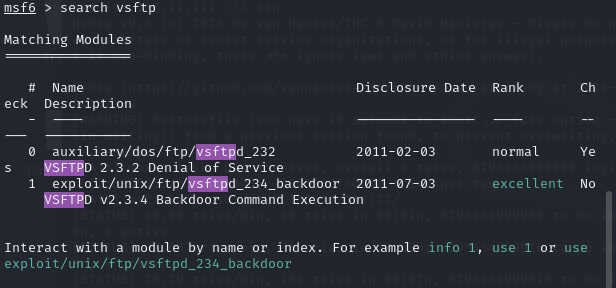 msf6 > search vsftp
Matching Modules
================
# Name Disclosure Date Rank Ch
eck Description
- ---- --------------- ---- --
--- -----------
0 auxiliary/dos/ftp/vsftpd_232 2011-02-03 normal Ye
s VSFTPD 2.3.2 Denial of Service
1 exploit/unix/ftp/vsftpd_234_backdoor 2011-07-03 excellent No
VSFTPD v2.3.4 Backdoor Command Execution
Interact with a module by name or index. For example info 1, use 1 or use
exploit/unix/ftp/vsftpd_234_backdoor